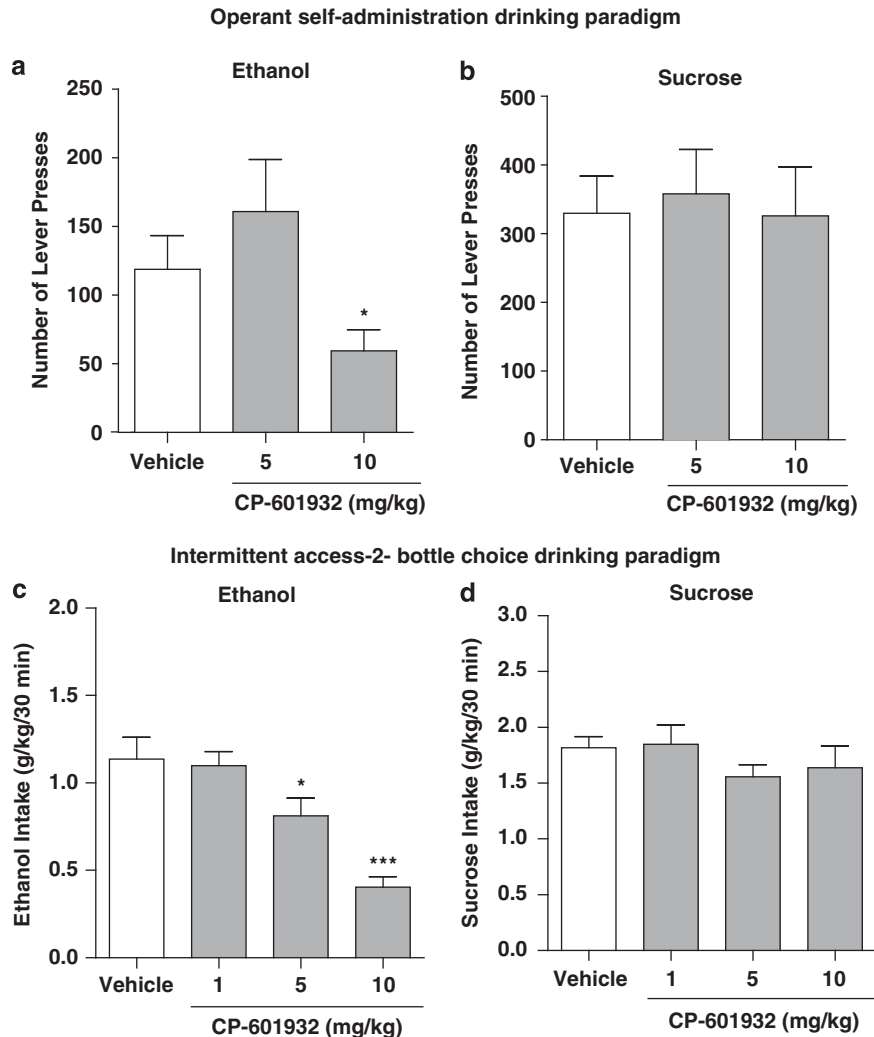 Operant self-administration drinking paradigm
a
Ethanol
Number of Lever Presses
250
200
150
100
50
0
*
Vehicle 5 10
CP-601932 (mg/kg)
b
Sucrose
Number of Lever Presses
500
400
300
200
100
0
Vehicle 5 10
CP-601932 (mg/kg)
Intermittent access-2- bottle choice drinking paradigm
c
Ethanol
Ethanol Intake (g/kg/30 min)
2.0
1.5
1.0
0.5
0.0
*
***
Vehicle 1 5 10
CP-601932 (mg/kg)
d
Sucrose
Sucrose Intake (g/kg/30 min)
3.0
2.5
2.0
1.5
1.0
0.5
0.0
Vehicle 1 5 10
CP-601932 (mg/kg)